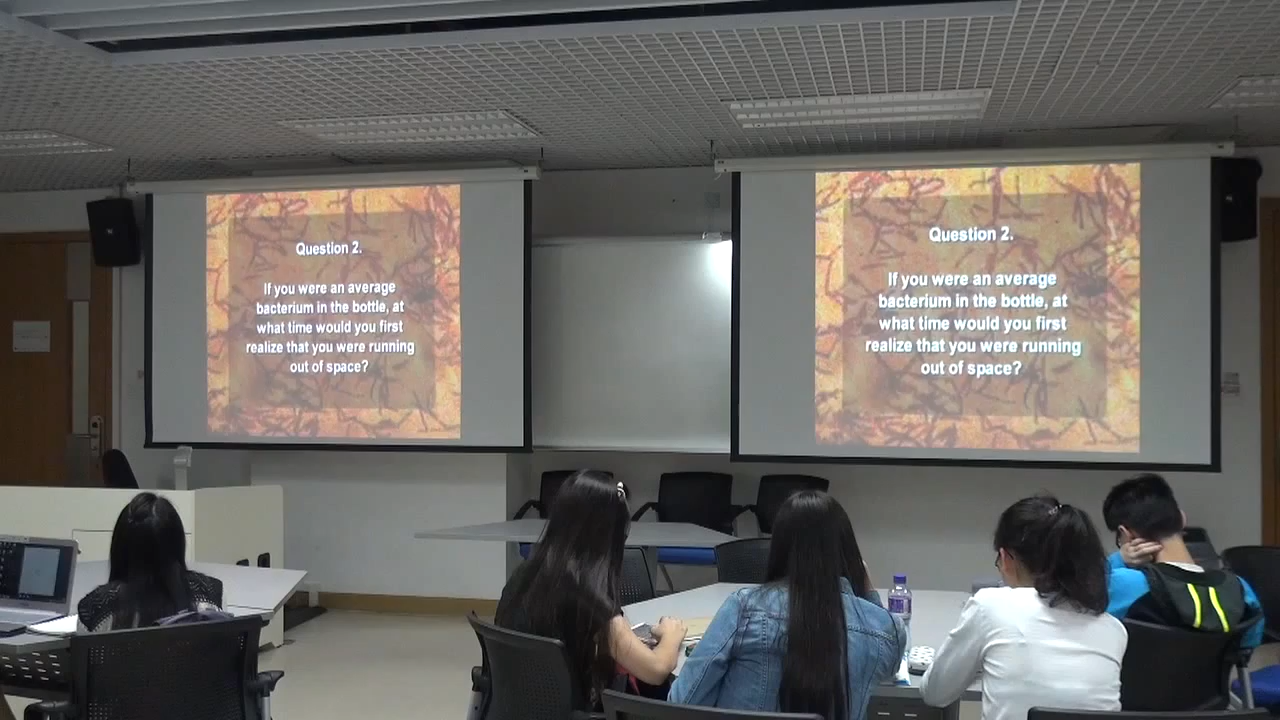 Question 2.
If you were an average
bacterium in the bottle, at
what time would you first
realize that you were running
out of space?
Question 2.
If you were an average
bacterium in the bottle, at
what time would you first
realize that you were running
out of space?